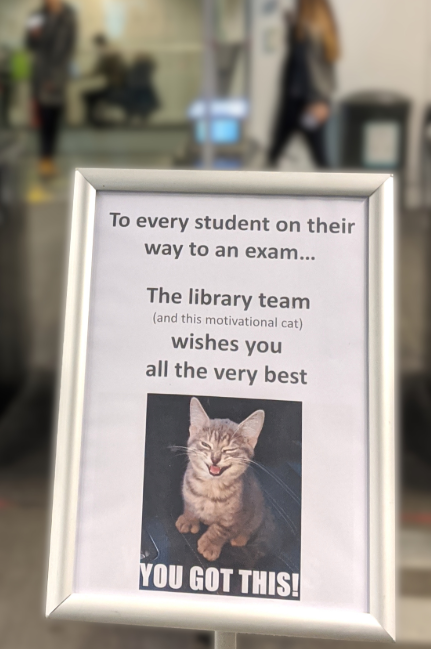 To every student on their
way to an exam...
The library team
(and this motivational cat)
wishes you
all the very best
YOU GOT THIS!